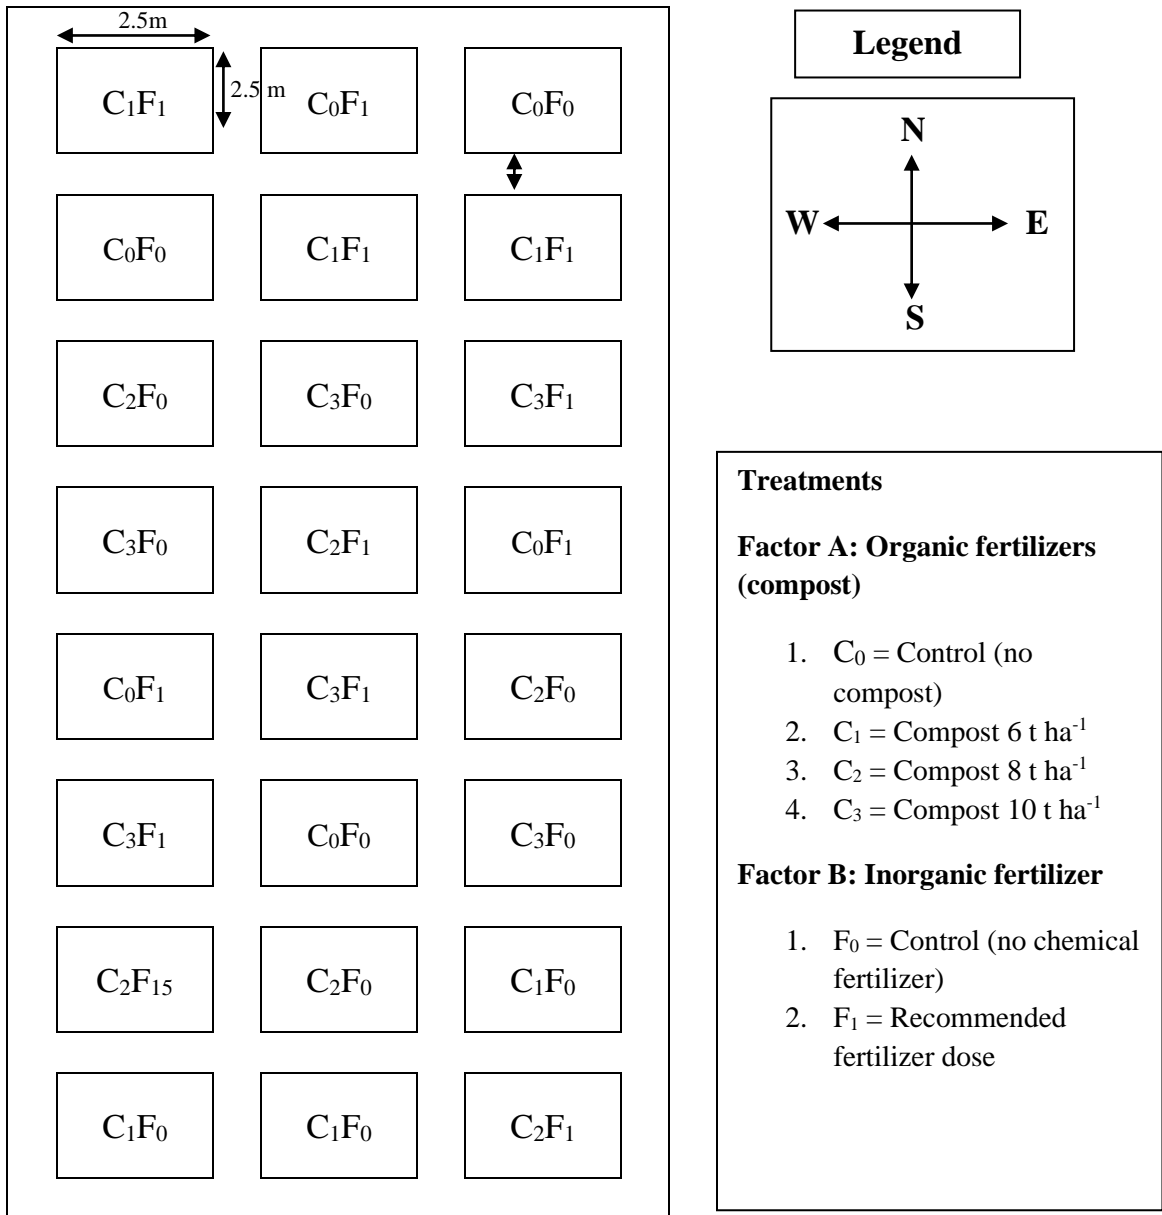 2.5m
2.5 m
C₁F₁
C₀F₁
C₀F₀
C₀F₀
C₁F₁
C₁F₁
C₂F₀
C₃F₀
C₃F₁
C₃F₀
C₂F₁
C₀F₁
C₀F₁
C₃F₁
C₂F₀
C₃F₁
C₀F₀
C₃F₀
C₂F₁₅
C₂F₀
C₁F₀
C₁F₀
C₁F₀
C₂F₁
Legend
N
W
E
S
Treatments
Factor A: Organic fertilizers
(compost)
1. C₀ = Control (no
compost)
2. C₁ = Compost 6 t ha⁻¹
3. C₂ = Compost 8 t ha⁻¹
4. C₃ = Compost 10 t ha⁻¹
Factor B: Inorganic fertilizer
1. F₀ = Control (no chemical
fertilizer)
2. F₁ = Recommended
fertilizer dose